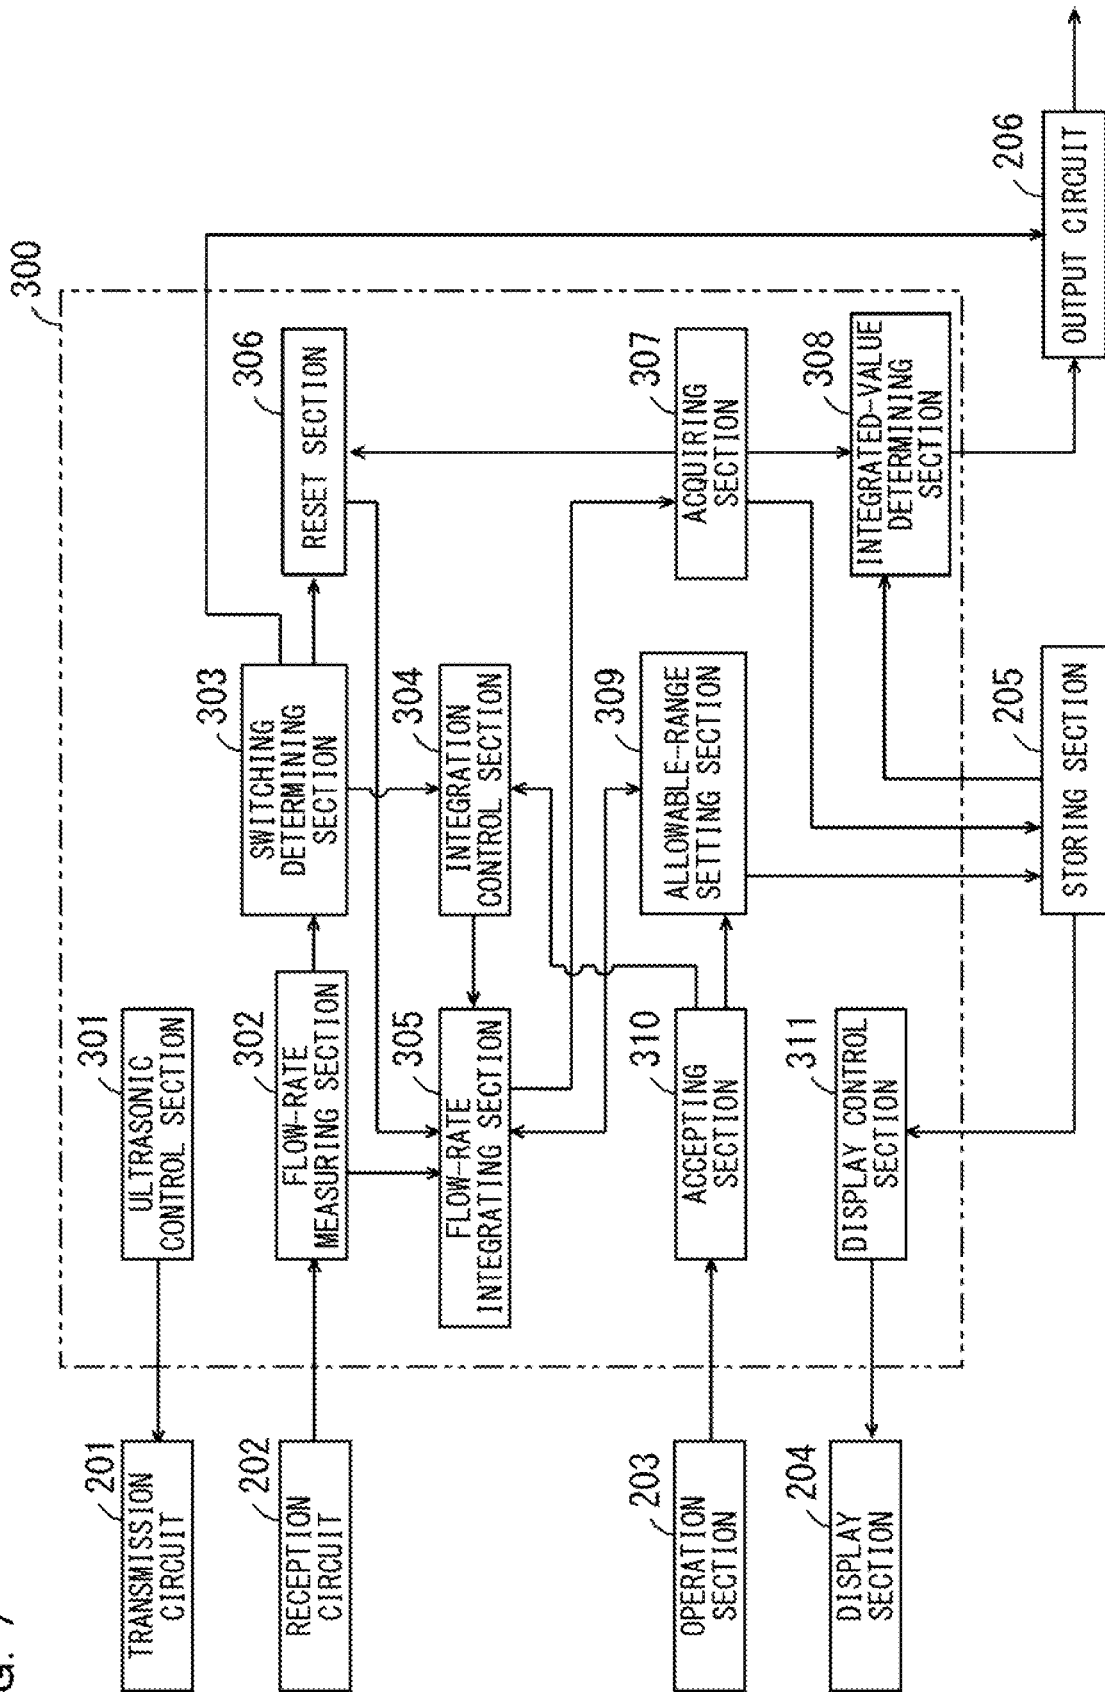 G. 7
300
201
TRANSMISSION
CIRCUIT
301
ULTRASONIC
CONTROL SECTION
202
RECEPTION
CIRCUIT
302
FLOW-RATE
MEASURING SECTION
303
SWITCHING
DETERMINING
SECTION
306
RESET SECTION
305
FLOW-RATE
INTEGRATING SECTION
304
INTEGRATION
CONTROL SECTION
203
OPERATION
SECTION
310
ACCEPTING
SECTION
309
ALLOWABLE-RANGE
SETTING SECTION
307
ACQUIRING
SECTION
204
DISPLAY
SECTION
311
DISPLAY CONTROL
SECTION
308
INTEGRATED-VALUE
DETERMINING
SECTION
205
STORING SECTION
206
OUTPUT CIRCUIT